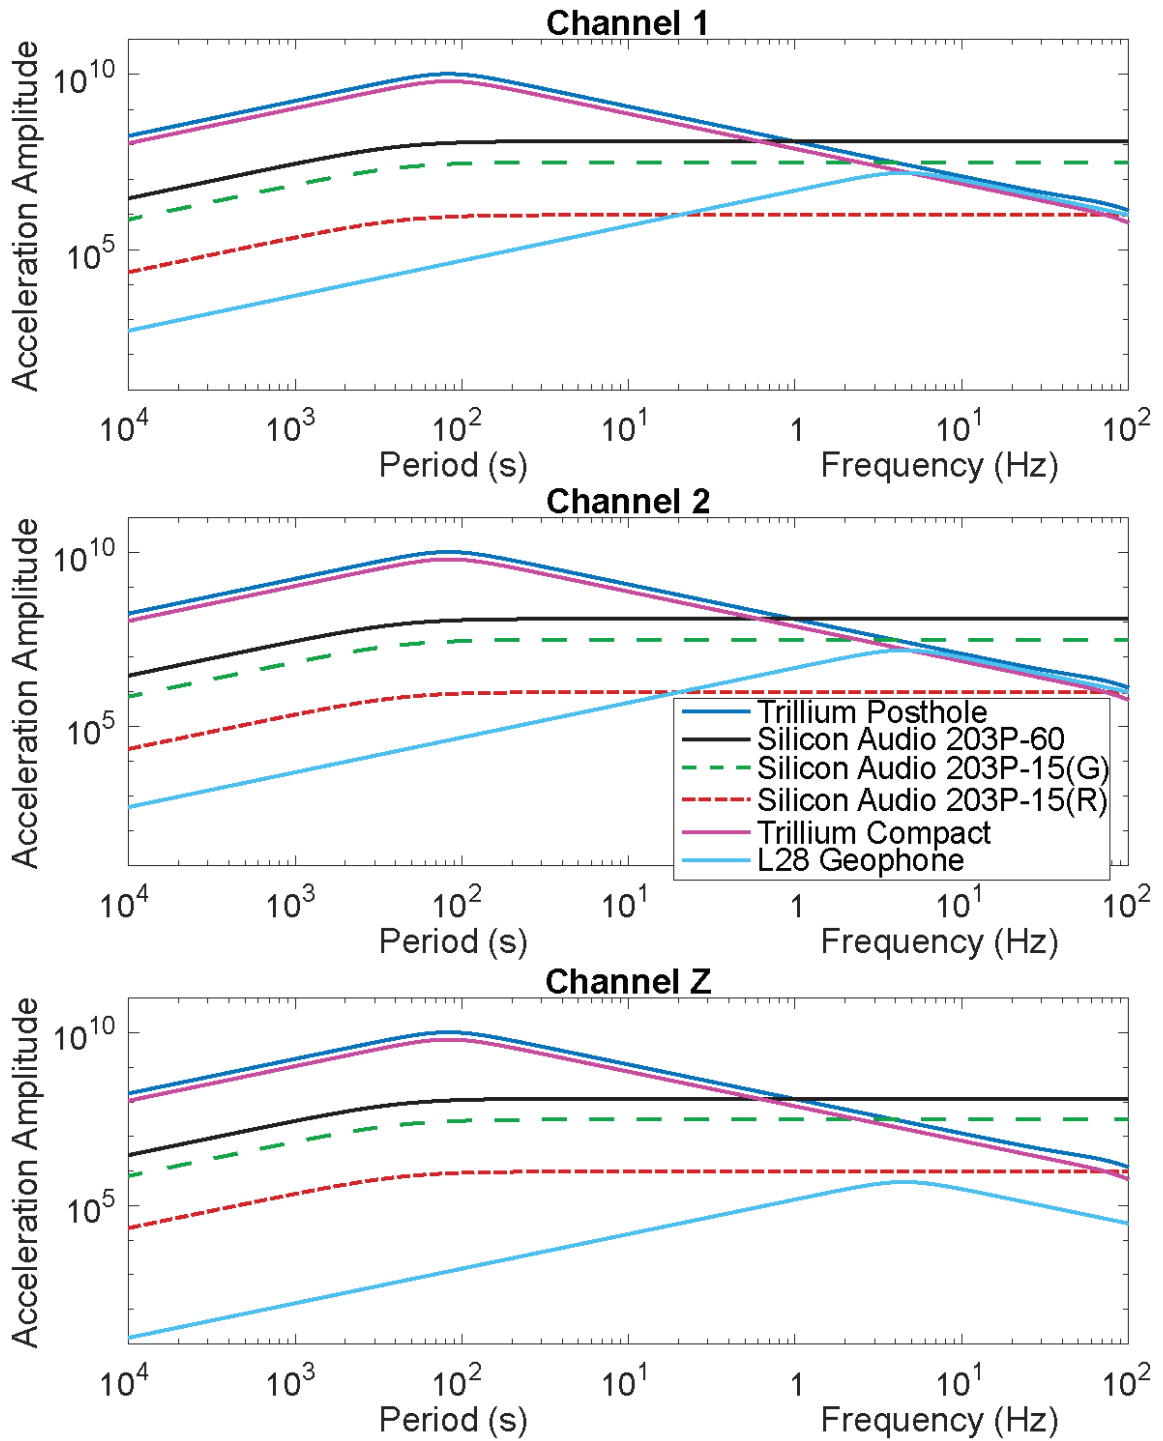 Channel 1
Acceleration Amplitude
10^10
10^5
10^4 10^3 10^2 10^1 1 10^1 10^2
Period (s) Frequency (Hz)
Channel 2
Acceleration Amplitude
10^10
10^5
Trillium Posthole
Silicon Audio 203P-60
Silicon Audio 203P-15(G)
Silicon Audio 203P-15(R)
Trillium Compact
L28 Geophone
10^4 10^3 10^2 10^1 1 10^1 10^2
Period (s) Frequency (Hz)
Channel Z
Acceleration Amplitude
10^10
10^5
10^4 10^3 10^2 10^1 1 10^1 10^2
Period (s) Frequency (Hz)